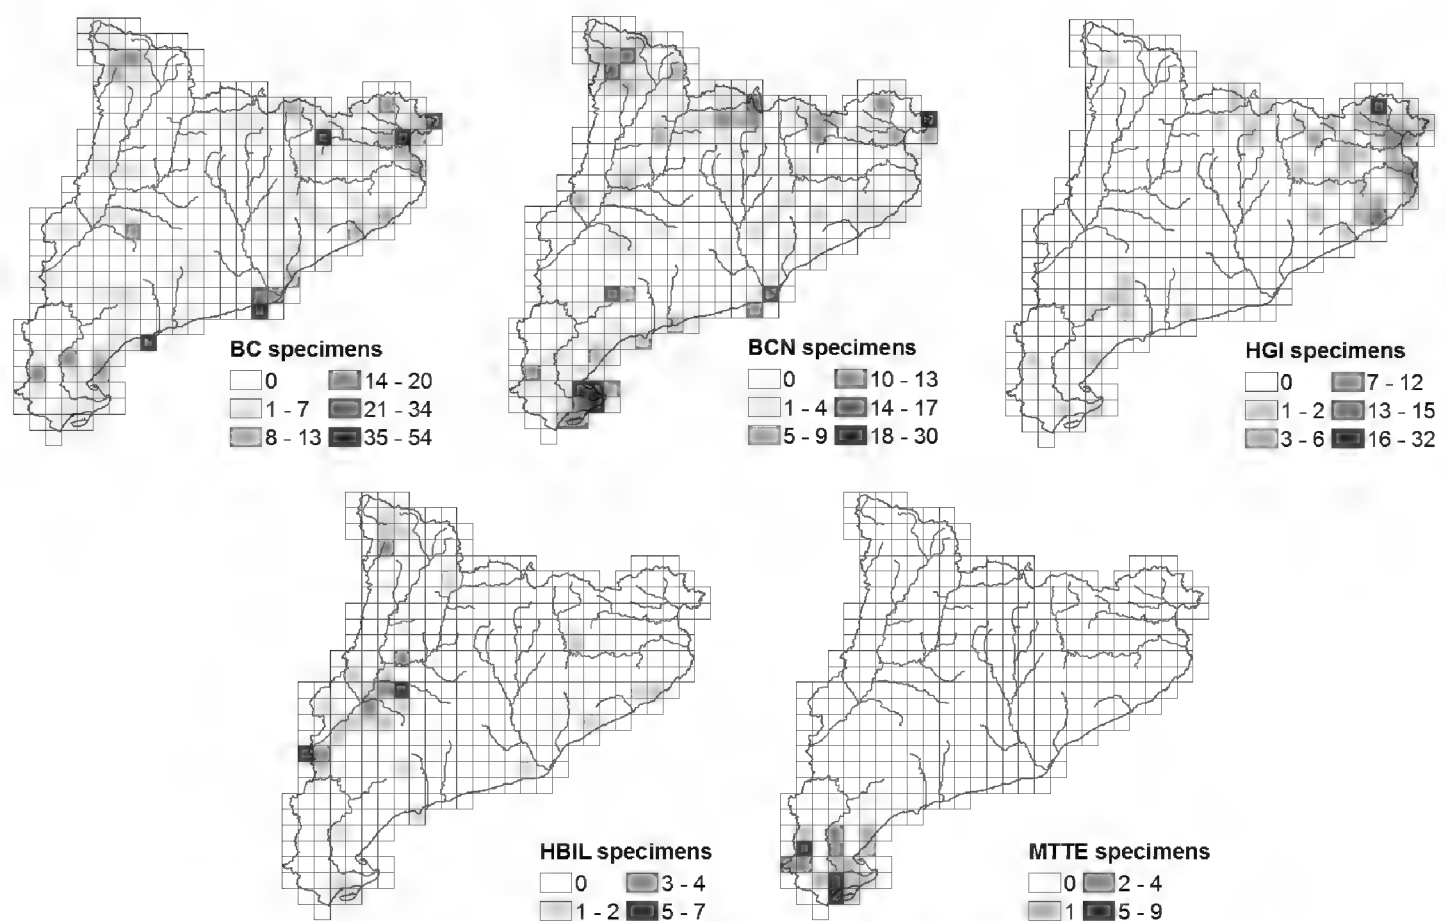 BC specimens
0 14 - 20
1 - 7 21 - 34
8 - 13 35 - 54
BCN specimens
0 10 - 13
1 - 4 14 - 17
5 - 9 18 - 30
HGI specimens
0 7 - 12
1 - 2 13 - 15
3 - 6 16 - 32
HBIL specimens
0 3 - 4
1 - 2 5 - 7
MTTE specimens
0 2 - 4
1 5 - 9